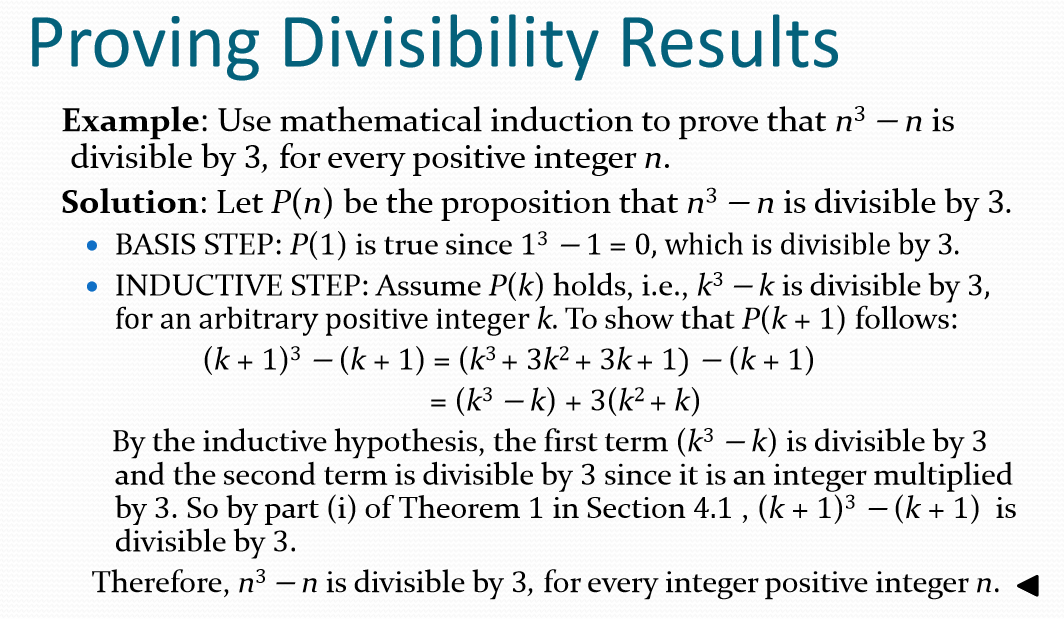 Proving Divisibility Results
Example: Use mathematical induction to prove that n³ − n is
divisible by 3, for every positive integer n.
Solution: Let P(n) be the proposition that n³ − n is divisible by 3.
• BASIS STEP: P(1) is true since 1³ − 1 = 0, which is divisible by 3.
• INDUCTIVE STEP: Assume P(k) holds, i.e., k³ − k is divisible by 3,
for an arbitrary positive integer k. To show that P(k + 1) follows:
(k + 1)³ − (k + 1) = (k³ + 3k² + 3k + 1) − (k + 1)
= (k³ − k) + 3(k² + k)
By the inductive hypothesis, the first term (k³ − k) is divisible by 3
and the second term is divisible by 3 since it is an integer multiplied
by 3. So by part (i) of Theorem 1 in Section 4.1 , (k + 1)³ − (k + 1) is
divisible by 3.
Therefore, n³ − n is divisible by 3, for every integer positive integer n. ◀